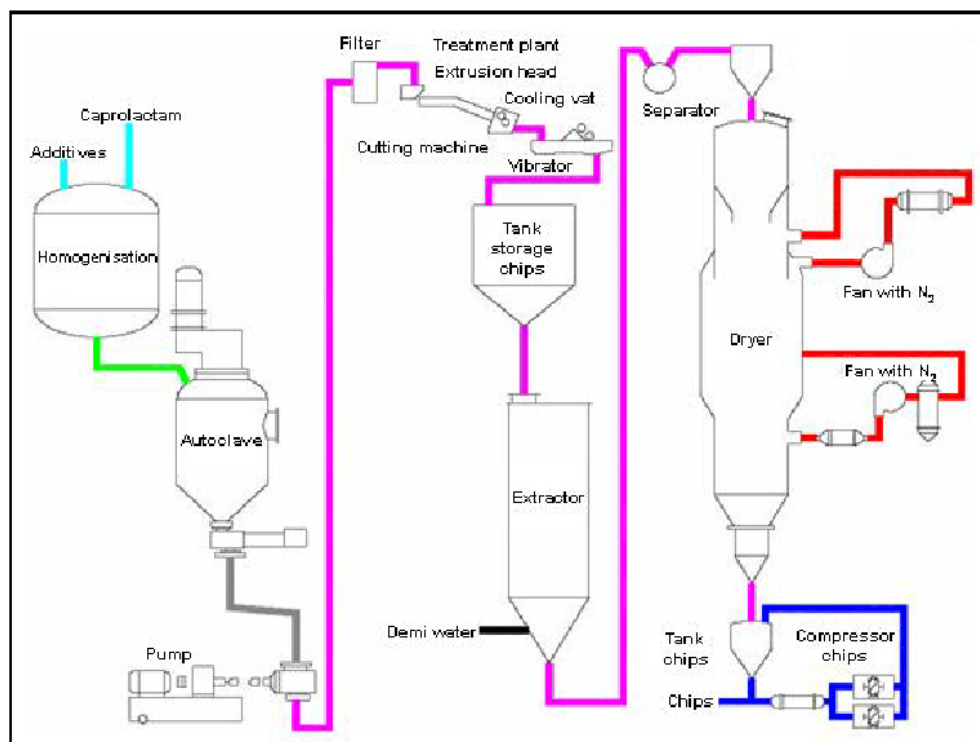 Filter
Treatment plant
Extrusion head
Cooling vat
Cutting machine
Vibrator
Separator
Caprolactam
Additives
Homogenisation
Tank
storage
chips
Fan with N2
Dryer
Fan with N2
Autoclave
Extractor
Demi water
Pump
Tank
chips
Compressor
chips
Chips